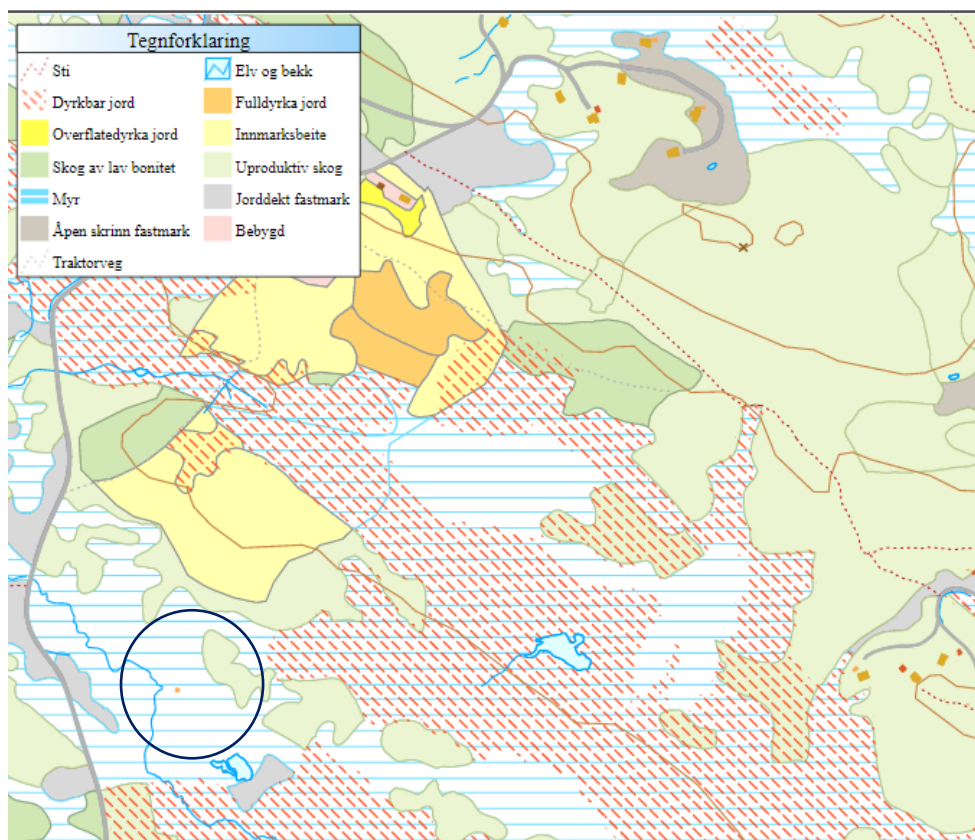 Tegnforklaring
Sti
Elv og bekk
Dyrkbar jord
Fulldyrka jord
Overflatedyrka jord
Innmarksbeite
Skog av lav bonitet
Uproduktiv skog
Myr
Jorddekt fastmark
Åpen skrinn fastmark
Bebygd
Traktorveg